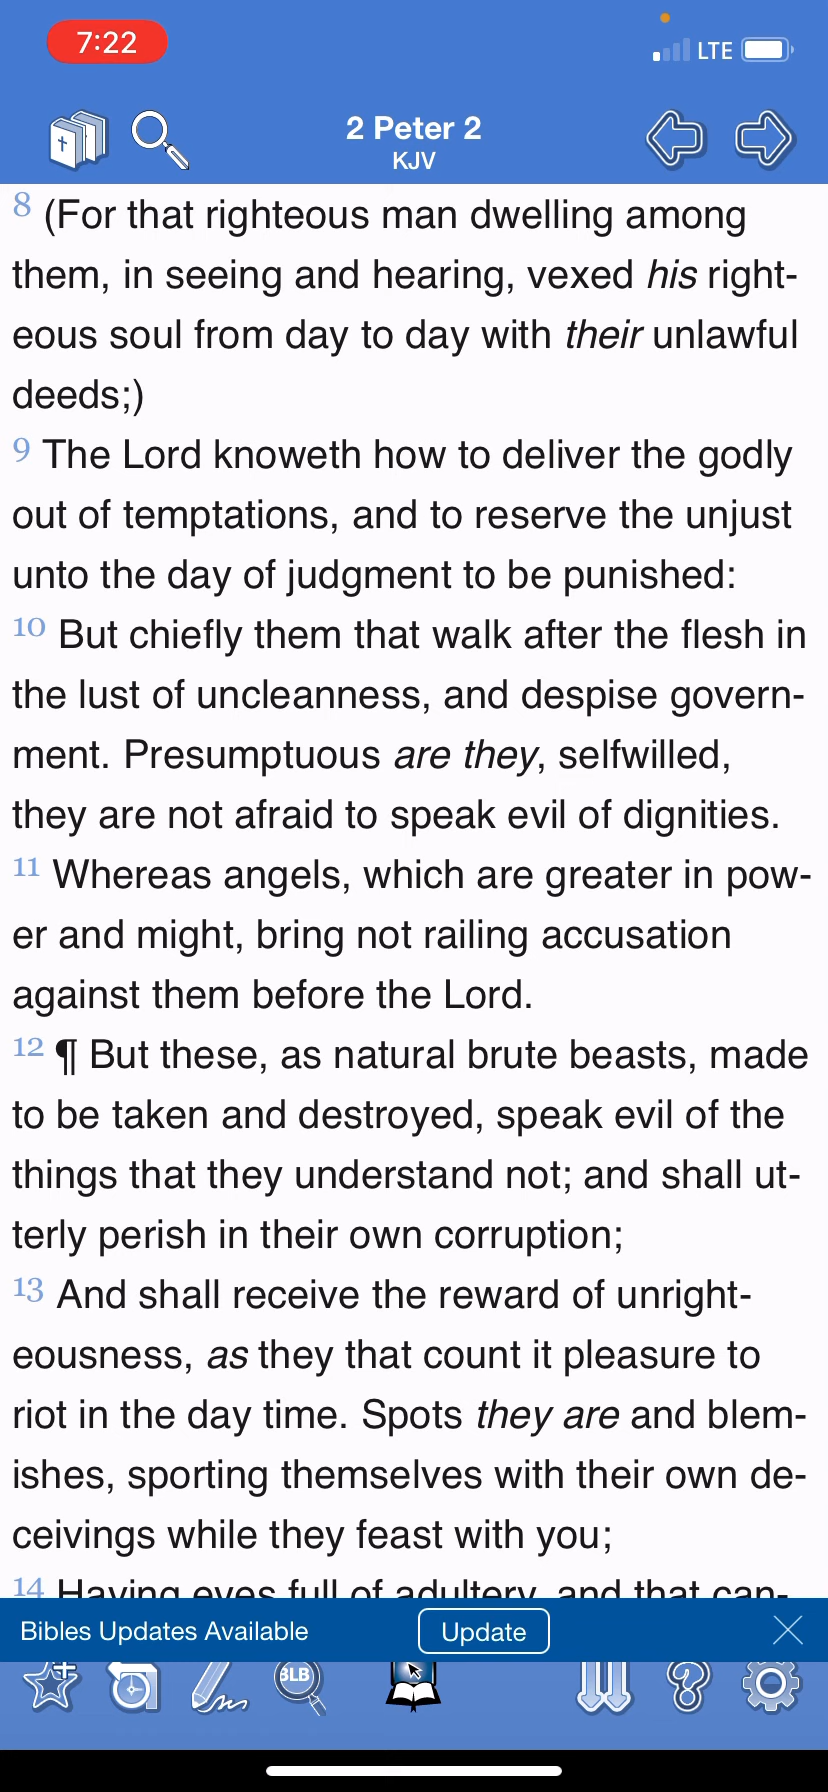 7:22
LTE
2 Peter 2
KJV
8 (For that righteous man dwelling among
them, in seeing and hearing, vexed his right-
eous soul from day to day with their unlawful
deeds;)
9 The Lord knoweth how to deliver the godly
out of temptations, and to reserve the unjust
unto the day of judgment to be punished:
10 But chiefly them that walk after the flesh in
the lust of uncleanness, and despise govern-
ment. Presumptuous are they, selfwilled,
they are not afraid to speak evil of dignities.
11 Whereas angels, which are greater in pow-
er and might, bring not railing accusation
against them before the Lord.
12 ¶ But these, as natural brute beasts, made
to be taken and destroyed, speak evil of the
things that they understand not; and shall ut-
terly perish in their own corruption;
13 And shall receive the reward of unright-
eousness, as they that count it pleasure to
riot in the day time. Spots they are and blem-
ishes, sporting themselves with their own de-
ceivings while they feast with you;
14 Having eyes full of adultery, and that can-
Bibles Updates Available
Update
BLB